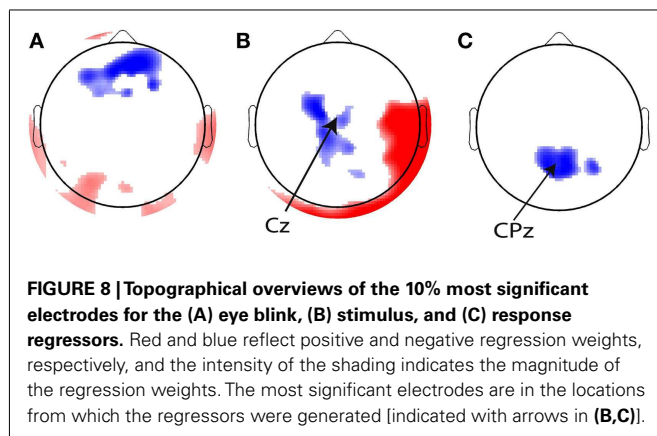 A B C
Cz
CPz
FIGURE 8 | Topographical overviews of the 10% most significant
electrodes for the (A) eye blink, (B) stimulus, and (C) response
regressors. Red and blue reflect positive and negative regression weights,
respectively, and the intensity of the shading indicates the magnitude of
the regression weights. The most significant electrodes are in the locations
from which the regressors were generated [indicated with arrows in (B,C)].